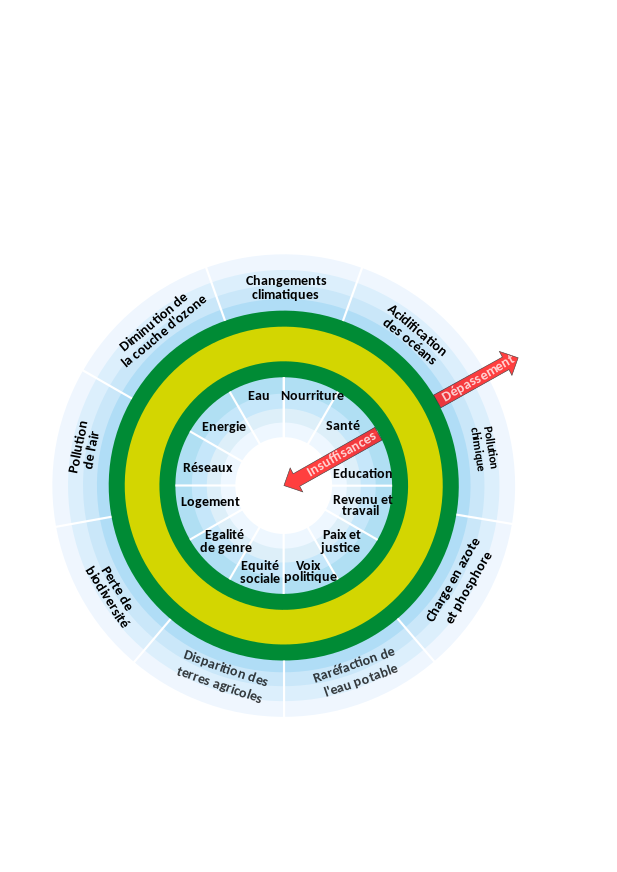 Changements
climatiques
Acidification
des océans
Dépassement
Pollution
chimique
Charge en azote
et phosphore
Raréfaction de
l'eau potable
Disparition des
terres agricoles
Perte de
biodiversité
Pollution
de l'air
Diminution de
la couche d'ozone
Eau
Nourriture
Energie
Santé
Insuffisances
Réseaux
Education
Logement
Revenu et
travail
Egalité
de genre
Paix et
justice
Equité
sociale
Voix
politique